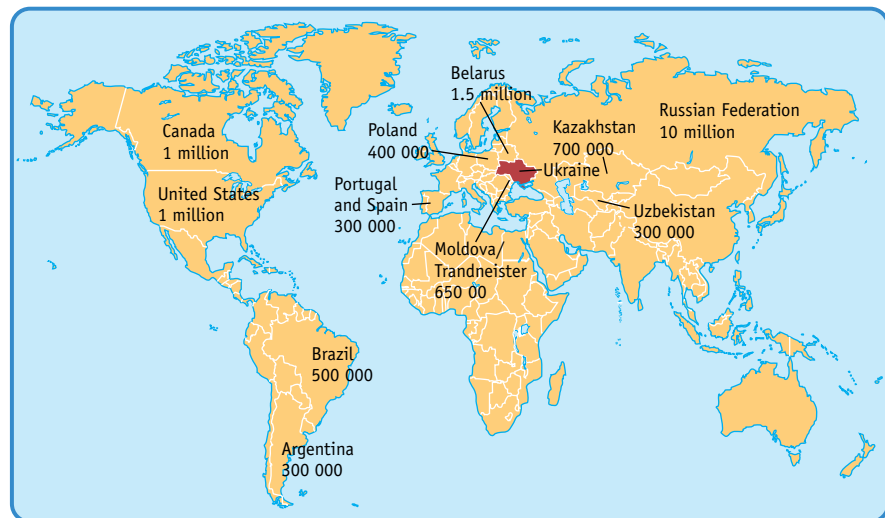 Belarus
1.5 million
Russian Federation
10 million
Canada
1 million
Poland
400 000
Kazakhstan
700 000
Ukraine
United States
1 million
Portugal
and Spain
300 000
Uzbekistan
300 000
Moldova/
Trandneister
650 00
Brazil
500 000
Argentina
300 000